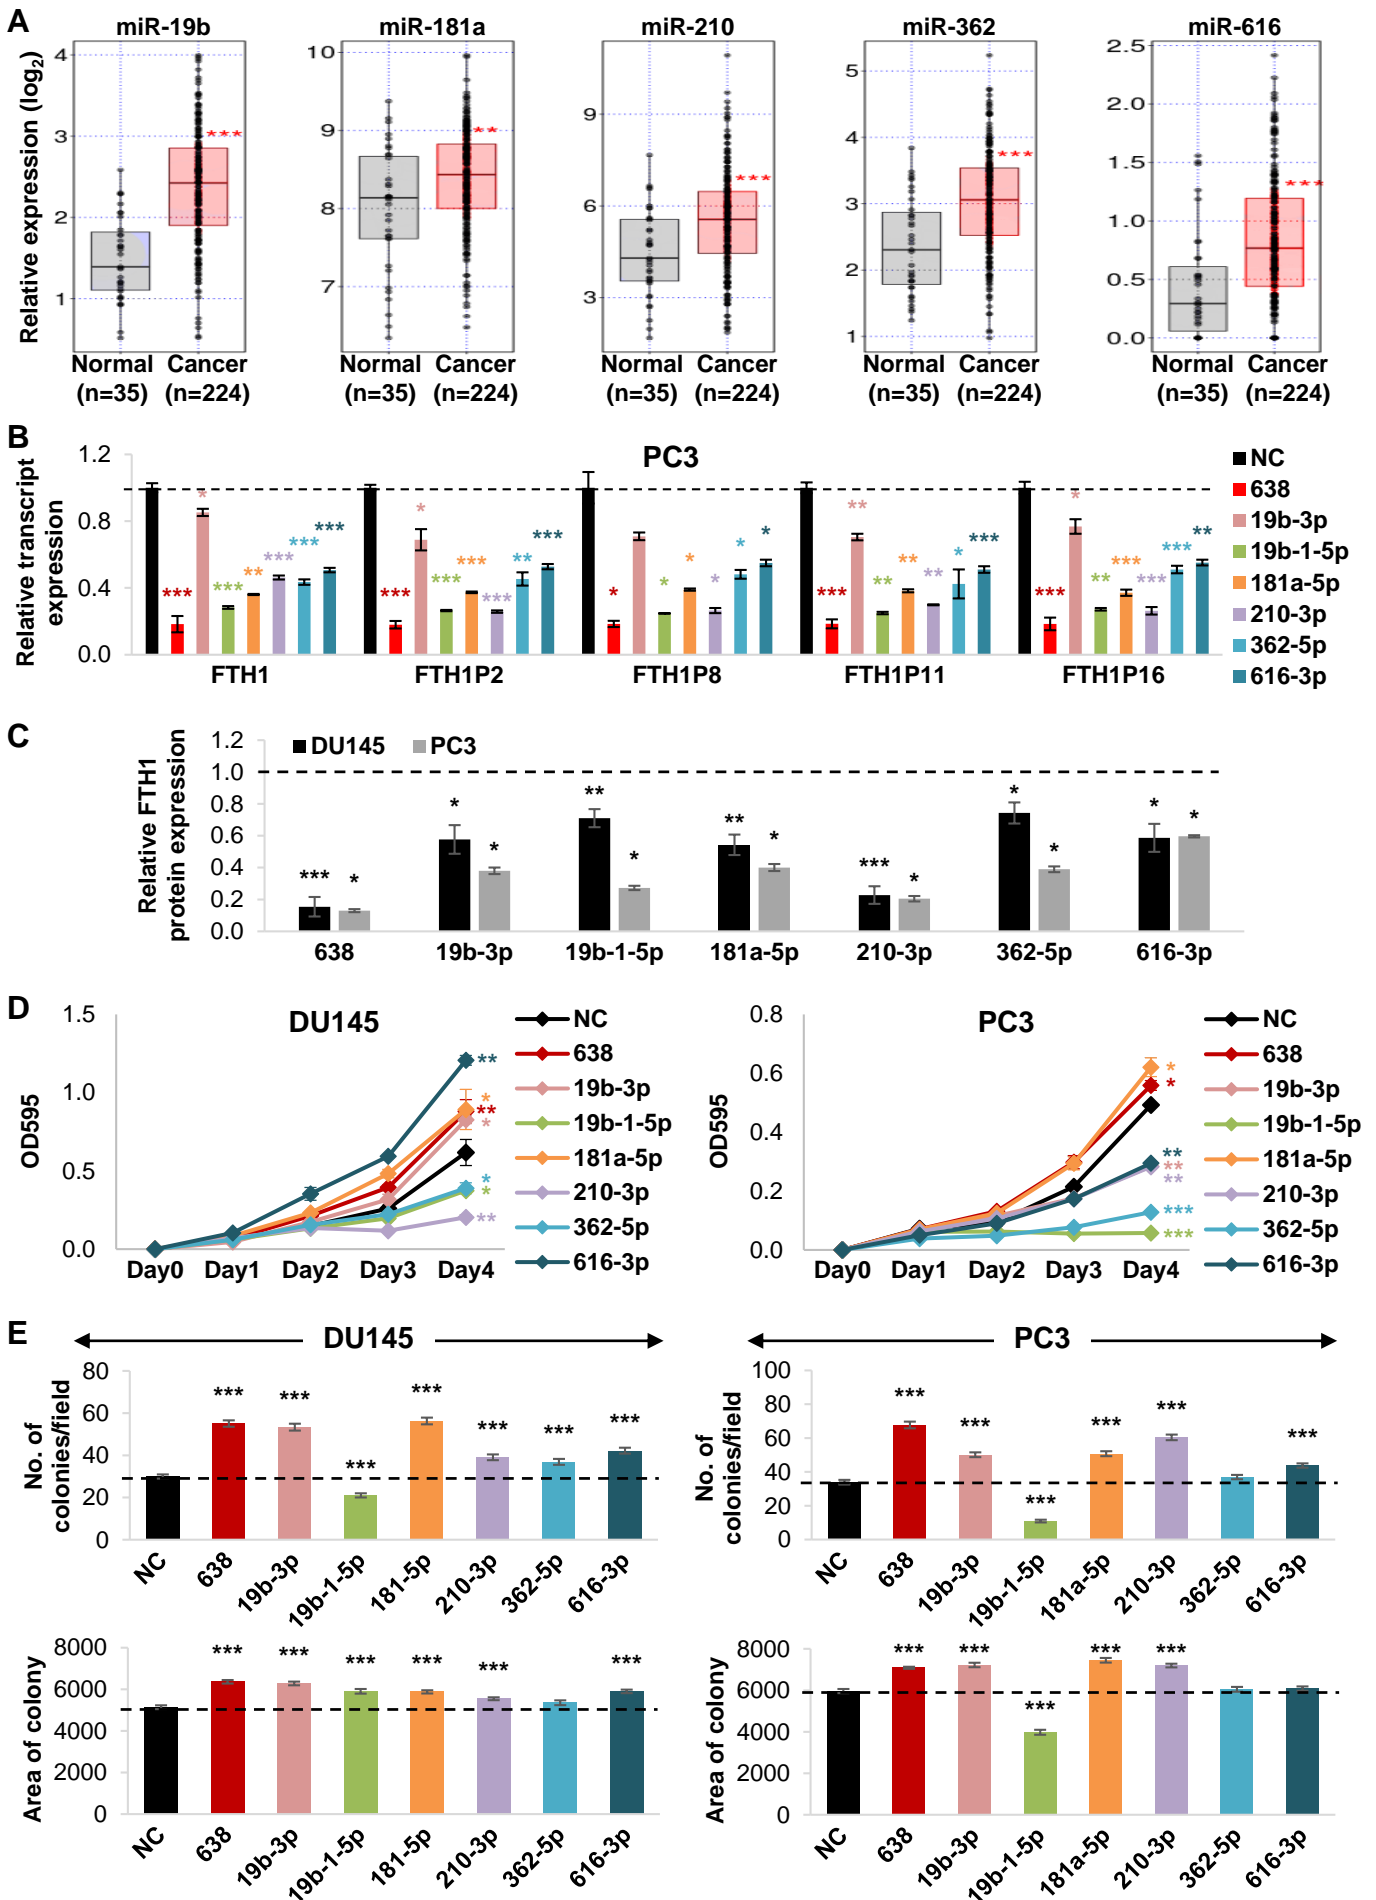 A
miR-19b
miR-181a
miR-210
miR-362
miR-616
Relative expression (log2)
4
3
2
1
***
10
9
8
7
**
9
6
3
***
5
4
3
2
1
***
2.5
2.0
1.5
1.0
0.5
0.0
***
Normal Cancer
(n=35) (n=224)
Normal Cancer
(n=35) (n=224)
Normal Cancer
(n=35) (n=224)
Normal Cancer
(n=35) (n=224)
Normal Cancer
(n=35) (n=224)
B
PC3
Relative transcript
expression
1.2
0.8
0.4
0.0
*** * *** ** *** *** ***
*** * *** *** *** ** ***
* * * * * *
*** ** ** ** ** * ***
*** * ** *** *** *** **
FTH1 FTH1P2 FTH1P8 FTH1P11 FTH1P16
NC
638
19b-3p
19b-1-5p
181a-5p
210-3p
362-5p
616-3p
C
Relative FTH1
protein expression
1.2
1.0
0.8
0.6
0.4
0.2
0.0
DU145 PC3
*** * * * ** * ** * *** * * * * *
638 19b-3p 19b-1-5p 181a-5p 210-3p 362-5p 616-3p
D
DU145
OD595
1.5
1.0
0.5
0.0
**
*
**
*
*
*
**
Day0 Day1 Day2 Day3 Day4
NC
638
19b-3p
19b-1-5p
181a-5p
210-3p
362-5p
616-3p
PC3
OD595
0.8
0.6
0.4
0.2
0.0
*
*
**
**
**
***
***
Day0 Day1 Day2 Day3 Day4
NC
638
19b-3p
19b-1-5p
181a-5p
210-3p
362-5p
616-3p
E
DU145
No. of
colonies/field
80
60
40
20
0
*** *** *** *** *** *** ***
NC 638 19b-3p 19b-1-5p 181-5p 210-3p 362-5p 616-3p
PC3
No. of
colonies/field
100
80
60
40
20
0
*** *** *** *** *** ***
NC 638 19b-3p 19b-1-5p 181a-5p 210-3p 362-5p 616-3p
Area of colony
8000
6000
4000
2000
0
*** *** *** *** *** ***
NC 638 19b-3p 19b-1-5p 181-5p 210-3p 362-5p 616-3p
Area of colony
8000
6000
4000
2000
0
*** *** *** *** ***
NC 638 19b-3p 19b-1-5p 181a-5p 210-3p 362-5p 616-3p